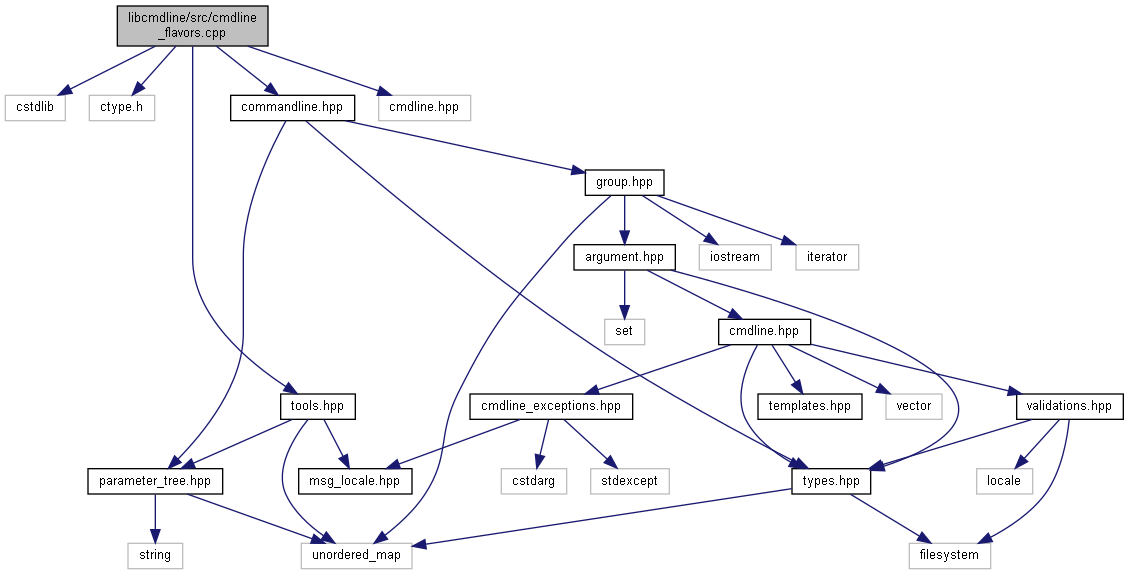 libcmdline/src/cmdline
_flavors.cpp
cstdlib
ctype.h
commandline.hpp
cmdline.hpp
group.hpp
argument.hpp
iostream
iterator
set
cmdline.hpp
tools.hpp
cmdline_exceptions.hpp
templates.hpp
vector
validations.hpp
parameter_tree.hpp
msg_locale.hpp
cstdarg
stdexcept
types.hpp
locale
string
unordered_map
filesystem